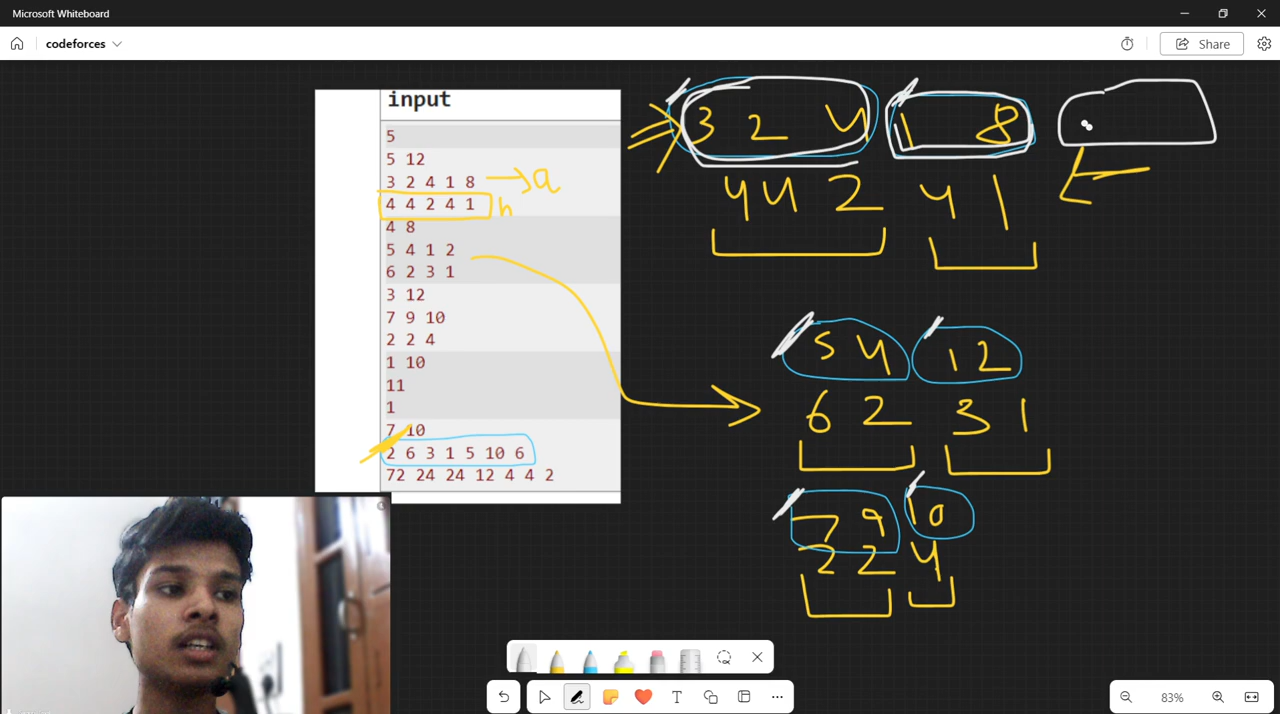 Microsoft Whiteboard
codeforces
Share
input
5
5 12
3 2 4 1 8 → a
4 4 2 4 1 h
4 8
5 4 1 2
6 2 3 1
3 12
7 9 10
2 2 4
1 10
11
1
7 10
2 6 3 1 5 10 6
72 24 24 12 4 4 2
3 2 4 1 8
4 4 2 4 1
5 4 1 2
6 2 3 1
7 9 10
2 2 4
T
83%